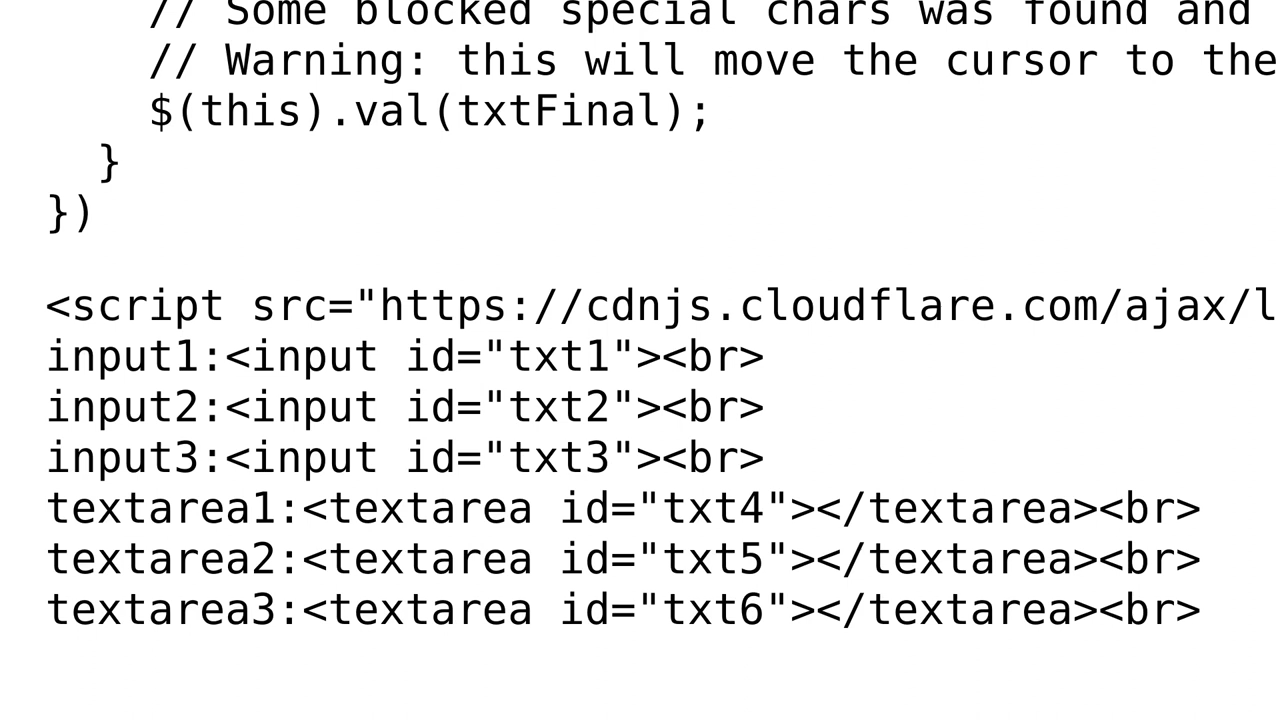 // Some blocked special chars was found and
// Warning: this will move the cursor to the
$(this).val(txtFinal);
}
})
<script src="https://cdnjs.cloudflare.com/ajax/l
input1:<input id="txt1"><br>
input2:<input id="txt2"><br>
input3:<input id="txt3"><br>
textarea1:<textarea id="txt4"></textarea><br>
textarea2:<textarea id="txt5"></textarea><br>
textarea3:<textarea id="txt6"></textarea><br>